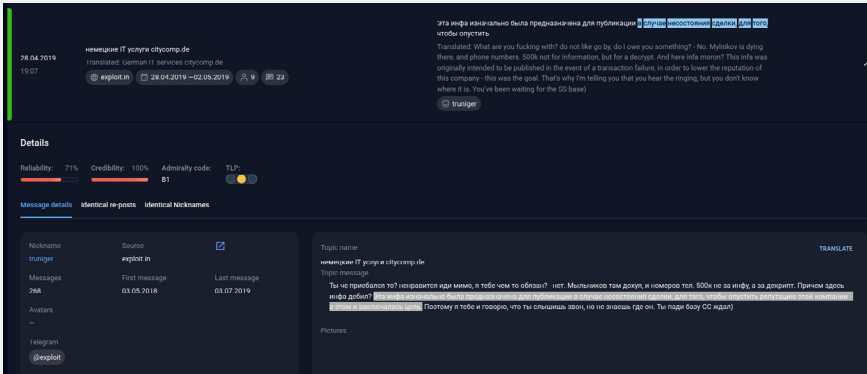 Эта инфа изначально была предназначена для публикации в случае несостояния сделки, для того,
чтобы опустить
28.04.2019
19:07
немецкие IT услуги citycomp.de
Translated: German IT services citycomp.de
exploit.in
28.04.2019 —02.05.2019
9
23
Translated: What are you fucking with? do not like go by, do I owe you something? - No. Mylnikov is dying
there, and phone numbers. 500k not for information, but for a decrypt. And here infa moron? This infa was
originally intended to be published in the event of a transaction failure, in order to lower the reputation of
this company - this was the goal. That's why I'm telling you that you hear the ringing, but you don't know
where it is. You've been waiting for the SS base)
truniger
Details
Reliability: 71%
Credibility: 100%
Admiralty code:
B1
TLP:
Message details
Identical re-posts
Identical Nicknames
Nickname
truniger
Source
exploit in
Messages
268
First message
03.05.2018
Last message
03.07.2019
Avatars
—
Telegram
@exploit
Topic name
TRANSLATE
немецкие IT услуги citycomp.de
Topic message
Ты че приебался то? ненравится иди мимо, я тебе чем то обязан? - нет. Мыльников там дохуя, и номеров тел. 500к не за инфу, а за декрипт. Причем здесь
инфа дебил? Эта инфа изначально была предназначена для публикации в случае несостояния сделки, для того, чтобы опустить репутацию этой компании -
в этом и заключалась цель. Поэтому я тебе и говорю, что ты слышишь звон, но не знаешь где он. Ты пади базу СС ждал)
Pictures